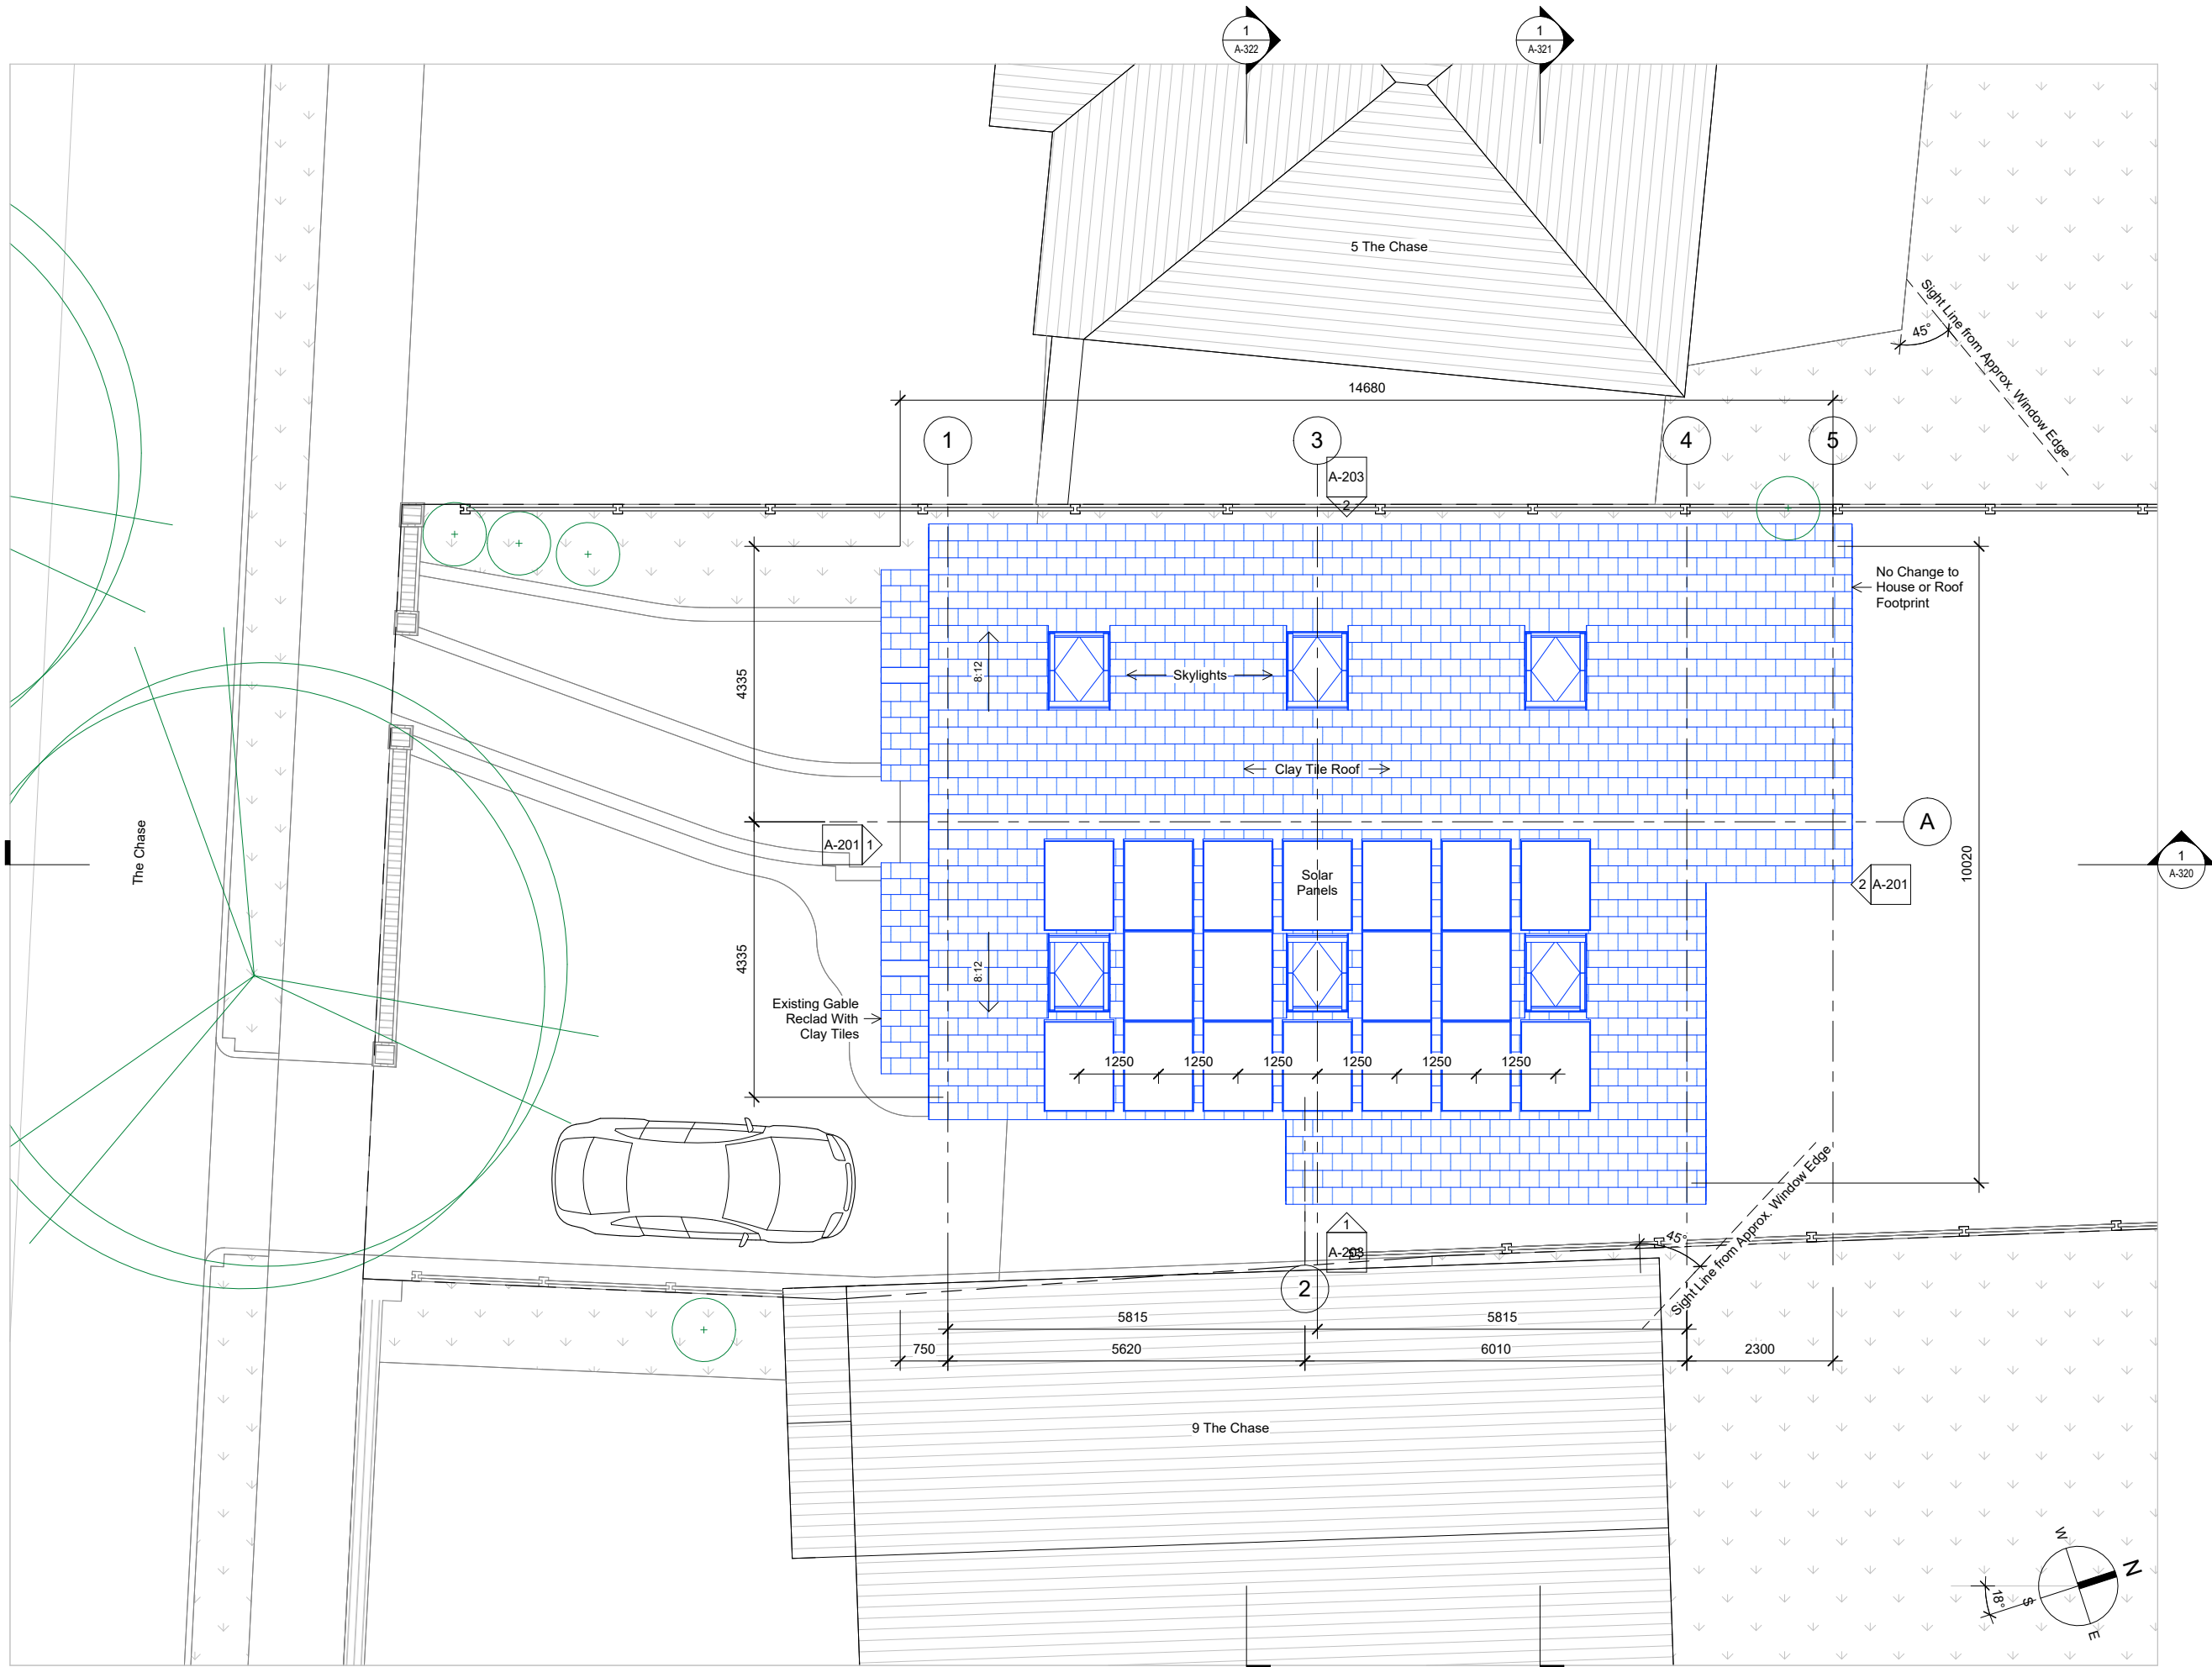 1
A-322
1
A-321
5 The Chase
Sight Line from Approx. Window Edge
45°
14680
1
3
4
5
A-203
2
No Change to
House or Roof
Footprint
8:12
Skylights
4335
Clay Tile Roof
The Chase
A-201
1
A
1
A-320
10020
Solar
Panels
2
A-201
4335
8:12
Existing Gable
Reclad With
Clay Tiles
1250
1250
1250
1250
1250
1250
1
A-203
45°
Sight Line from Approx. Window Edge
2
5815
5815
750
5620
6010
2300
9 The Chase
W
N
18°
S
E